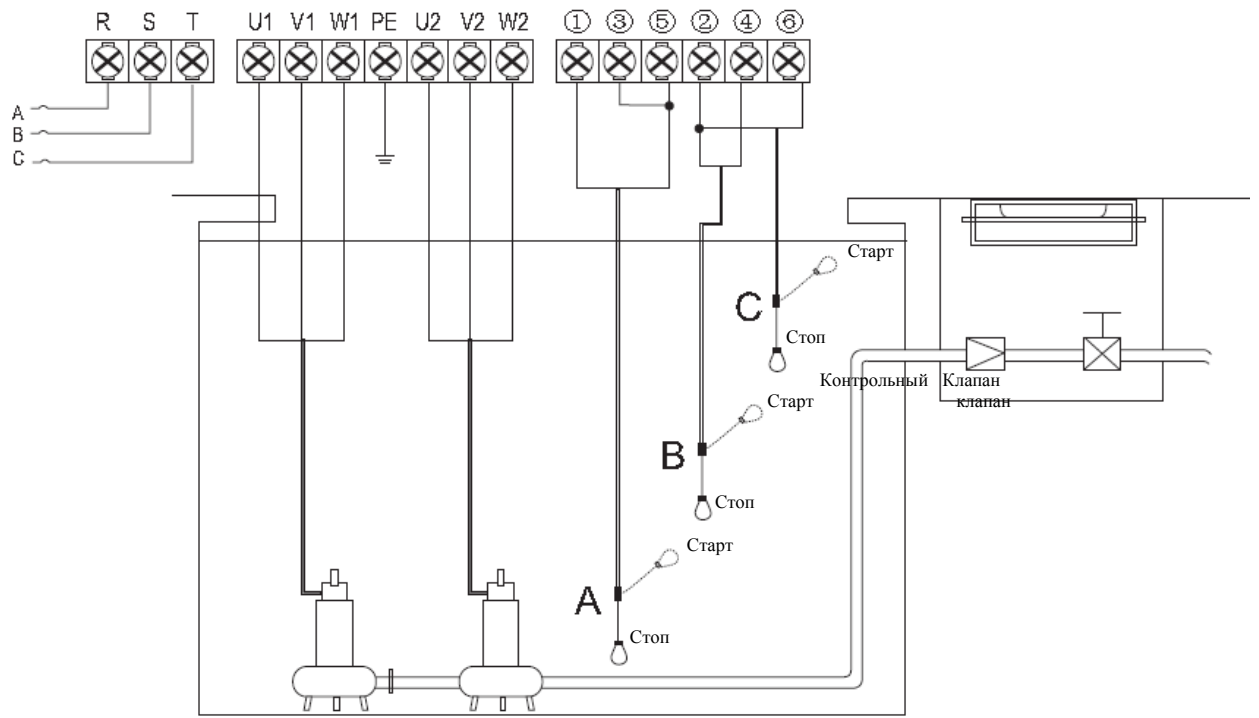 R S T U1 V1 W1 PE U2 V2 W2 ① ③ ⑤ ② ④ ⑥
A
B
C
Старт
C
Стоп
Контрольный Клапан
клапан
Старт
B
Стоп
Старт
A
Стоп